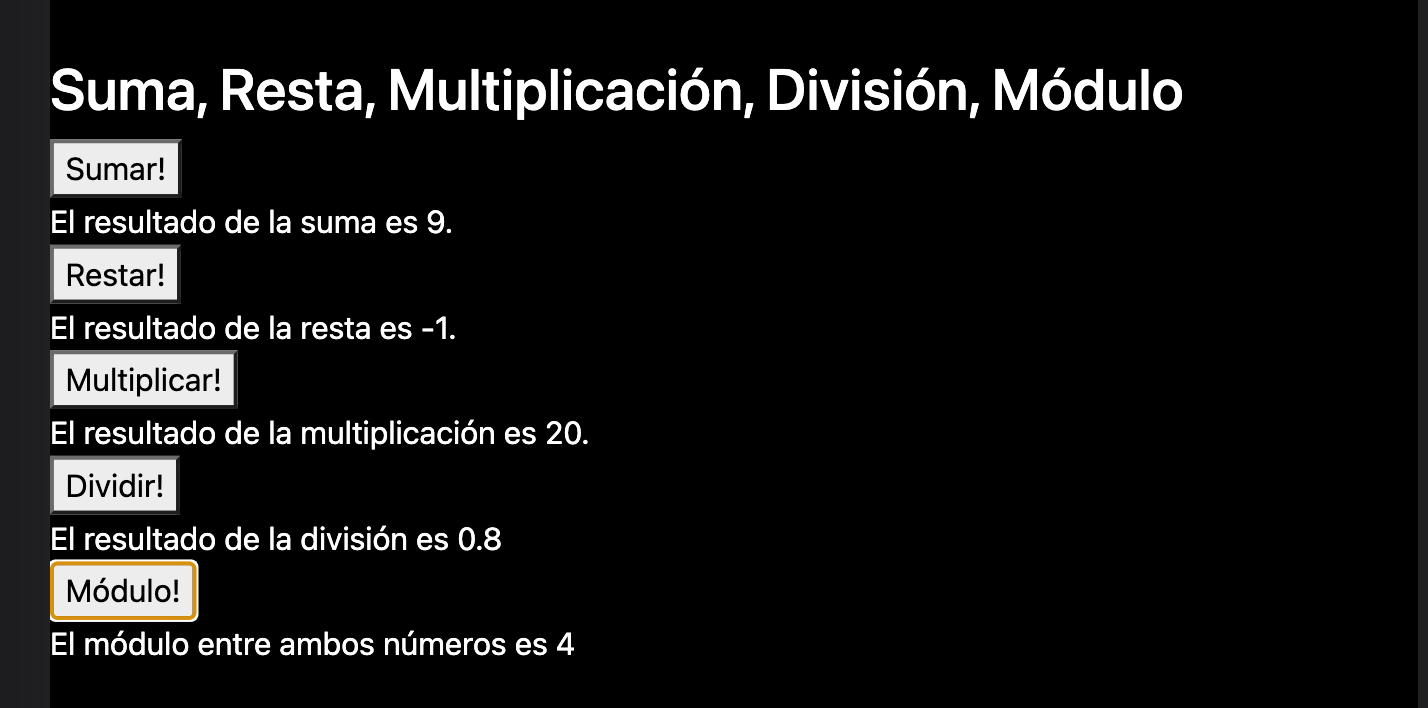 Suma, Resta, Multiplicación, División, Módulo
Sumar!
El resultado de la suma es 9.
Restar!
El resultado de la resta es -1.
Multiplicar!
El resultado de la multiplicación es 20.
Dividir!
El resultado de la división es 0.8
Módulo!
El módulo entre ambos números es 4